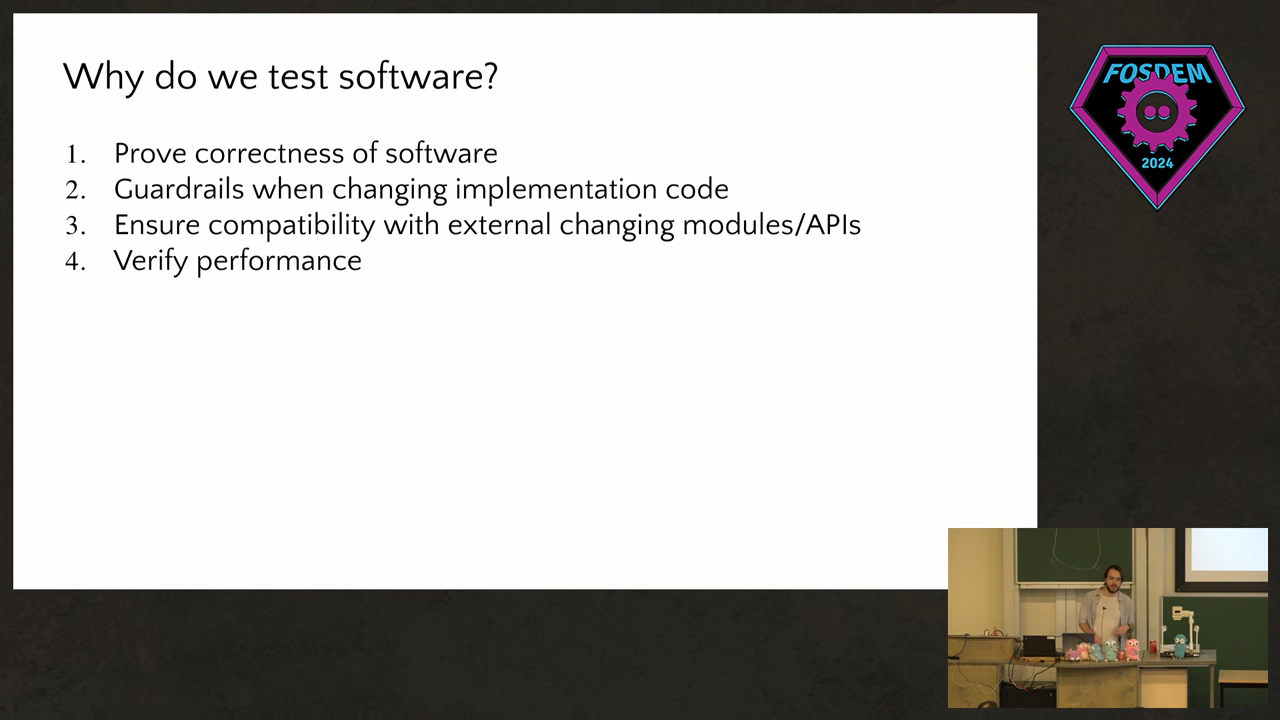 Why do we test software?
1. Prove correctness of software
2. Guardrails when changing implementation code
3. Ensure compatibility with external changing modules/APIs
4. Verify performance
FOSDEM
2024